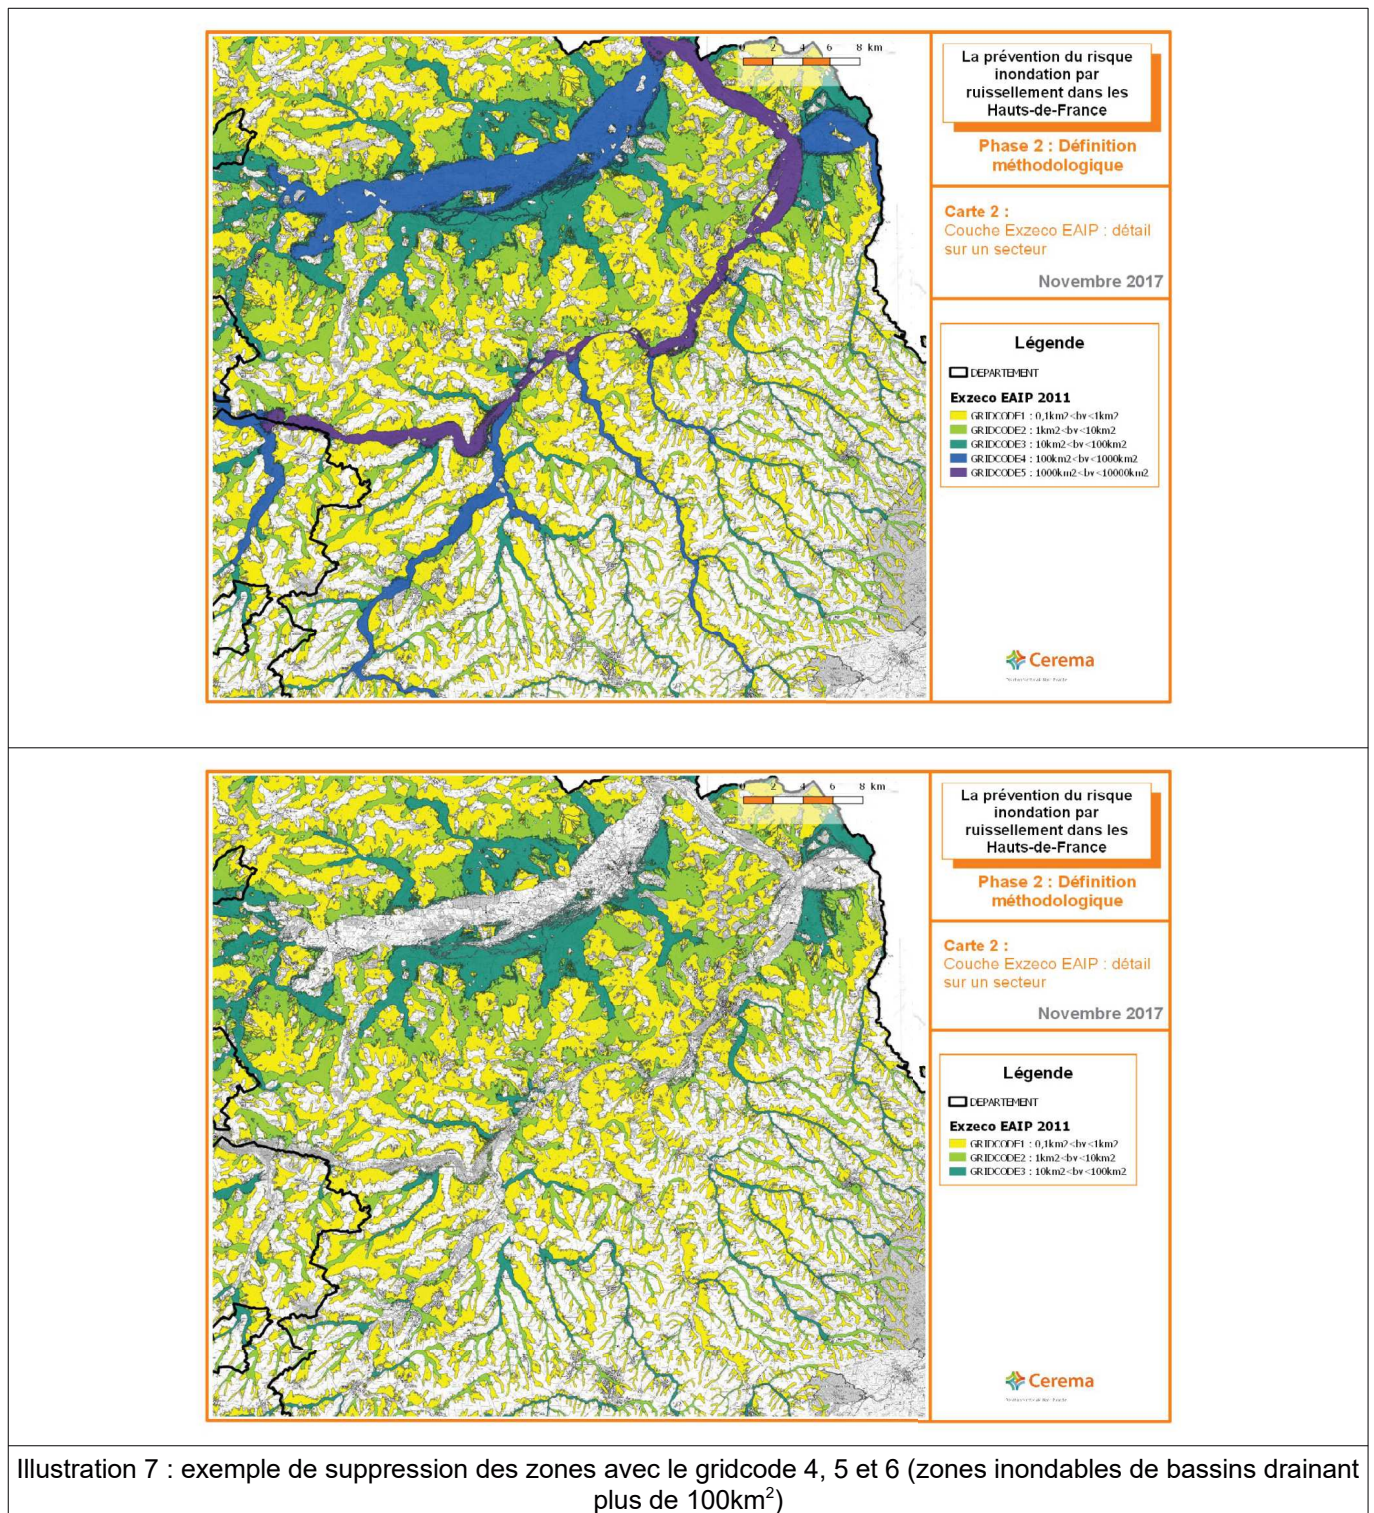 0 2 4 6 8 km
La prévention du risque
inondation par
ruissellement dans les
Hauts-de-France
Phase 2 : Définition
méthodologique
Carte 2 :
Couche Exzeco EAIP : détail
sur un secteur
Novembre 2017
Légende
DEPARTEMENT
Exzeco EAIP 2011
GRIDCODE1 : 0,1km2<bv<1km2
GRIDCODE2 : 1km2<bv<10km2
GRIDCODE3 : 10km2<bv<100km2
GRIDCODE4 : 100km2<bv<1000km2
GRIDCODE5 : 1000km2<bv<10000km2
Cerema
0 2 4 6 8 km
La prévention du risque
inondation par
ruissellement dans les
Hauts-de-France
Phase 2 : Définition
méthodologique
Carte 2 :
Couche Exzeco EAIP : détail
sur un secteur
Novembre 2017
Légende
DEPARTEMENT
Exzeco EAIP 2011
GRIDCODE1 : 0,1km2<bv<1km2
GRIDCODE2 : 1km2<bv<10km2
GRIDCODE3 : 10km2<bv<100km2
Cerema
Illustration 7 : exemple de suppression des zones avec le gridcode 4, 5 et 6 (zones inondables de bassins drainant
plus de 100km²)